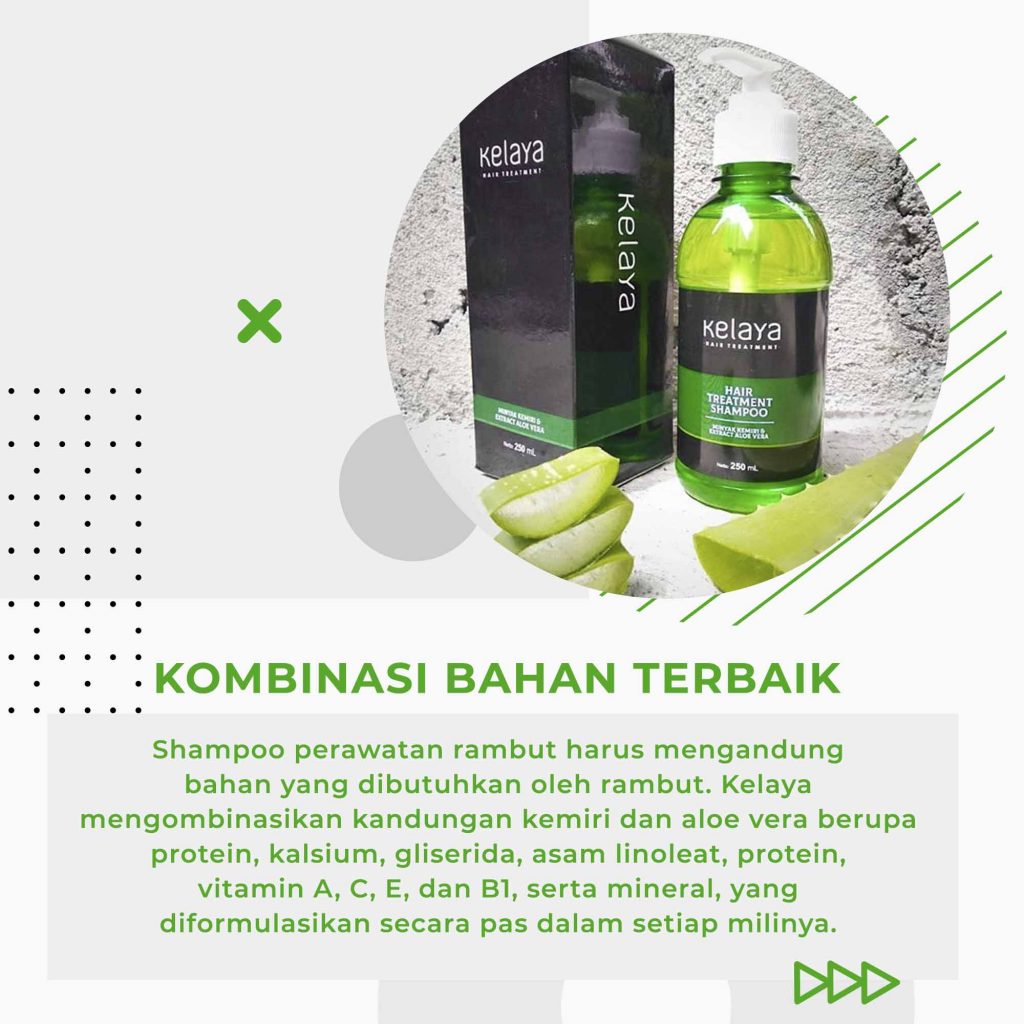 Kelaya
HAIR TREATMENT
Kelaya
MINYAK KEMIRI &
EXTRACT ALOE VERA
Netto 250 mL
Kelaya
HAIR TREATMENT
HAIR
TREATMENT
SHAMPOO
MINYAK KEMIRI &
EXTRACT ALOE VERA
Netto 250 mL
KOMBINASI BAHAN TERBAIK
Shampoo perawatan rambut harus mengandung
bahan yang dibutuhkan oleh rambut. Kelaya
mengombinasikan kandungan kemiri dan aloe vera berupa
protein, kalsium, gliserida, asam linoleat, protein,
vitamin A, C, E, dan B1, serta mineral, yang
diformulasikan secara pas dalam setiap milinya.